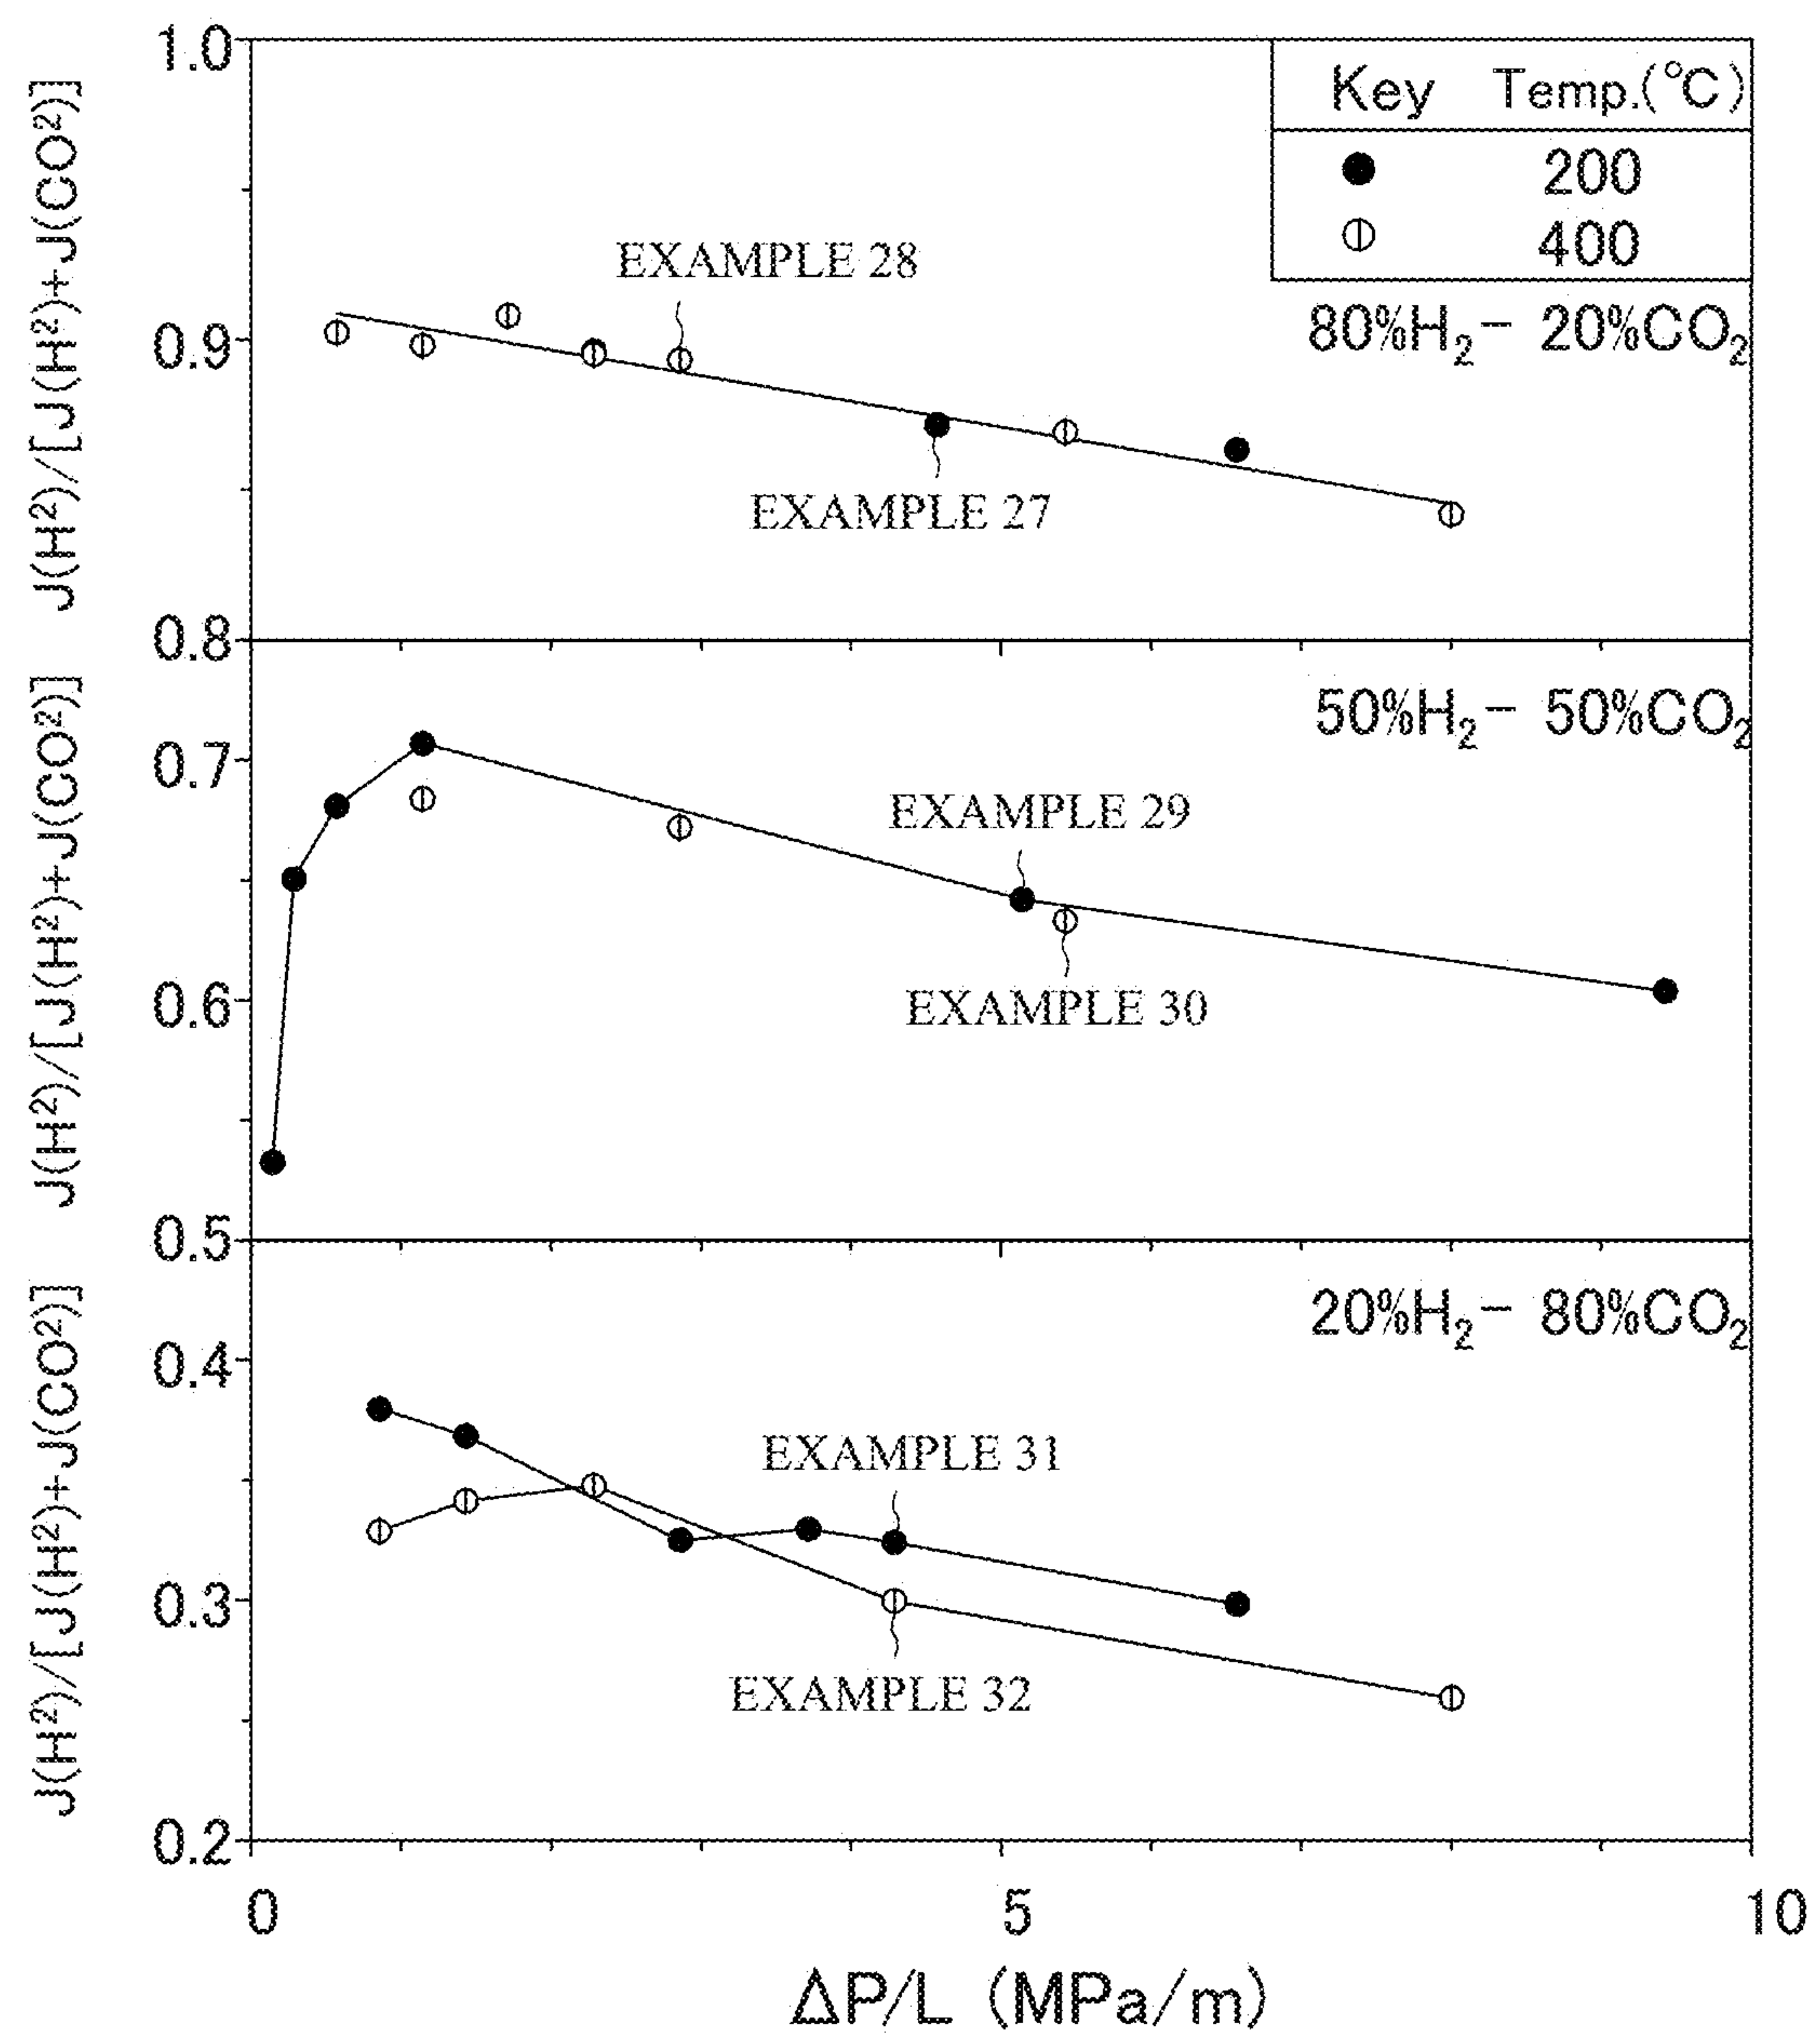 1.0
Key Temp.(°C)
200
400
EXAMPLE 28
80%H₂− 20%CO₂
0.9
EXAMPLE 27
J(H²)/[J(H²)+J(CO²)]
0.8
50%H₂− 50%CO₂
0.7
EXAMPLE 29
0.6
EXAMPLE 30
J(H²)/[J(H²)+J(CO²)]
0.5
20%H₂− 80%CO₂
0.4
EXAMPLE 31
0.3
EXAMPLE 32
J(H²)/[J(H²)+J(CO²)]
0.2
0 5 10
ΔP/L (MPa/m)